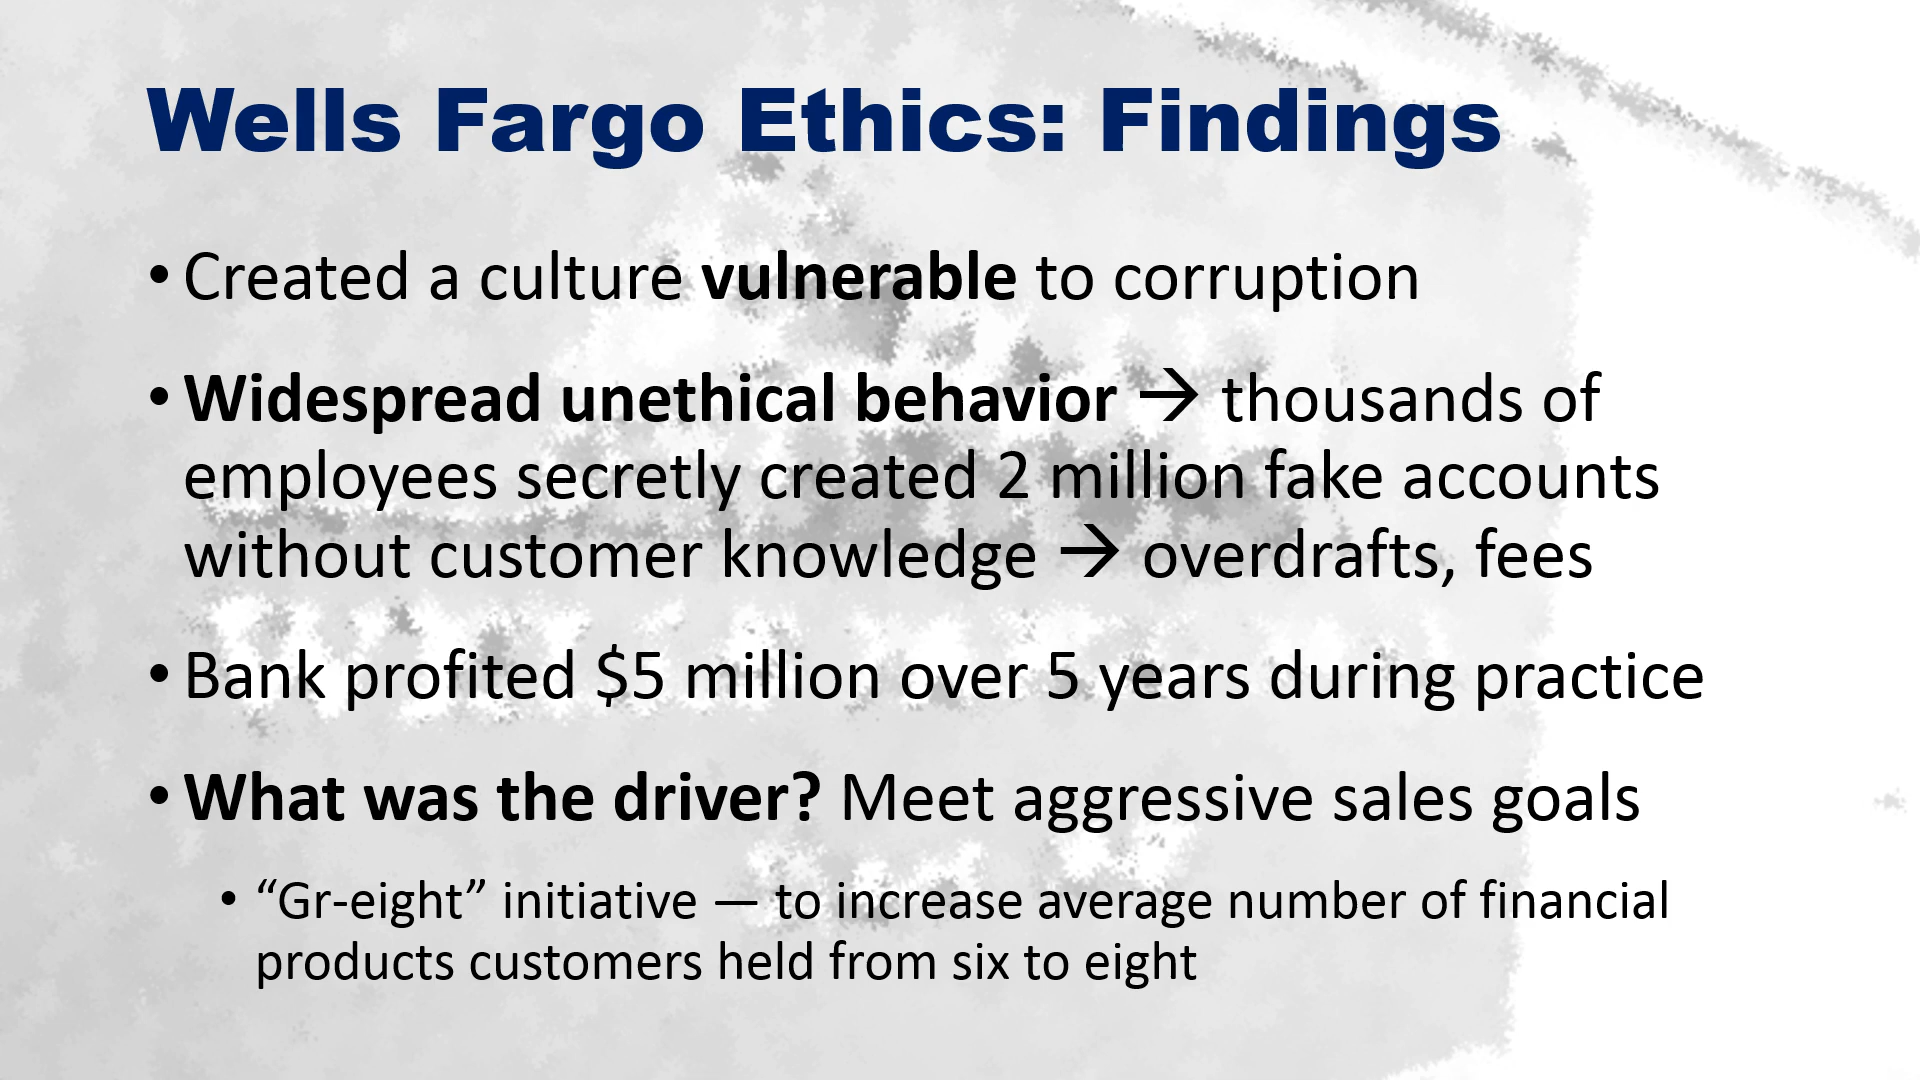 Wells Fargo Ethics: Findings
• Created a culture vulnerable to corruption
• Widespread unethical behavior → thousands of
employees secretly created 2 million fake accounts
without customer knowledge → overdrafts, fees
• Bank profited $5 million over 5 years during practice
• What was the driver? Meet aggressive sales goals
• “Gr-eight” initiative — to increase average number of financial
products customers held from six to eight